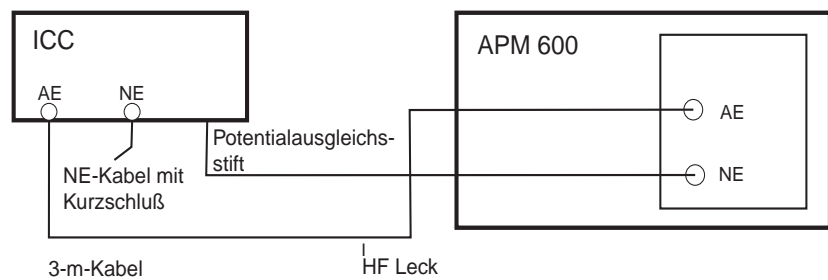 ICC
APM 600
AE
NE
AE
Potentialausgleichs-
stift
NE-Kabel mit
Kurzschluß
NE
3-m-Kabel
HF Leck